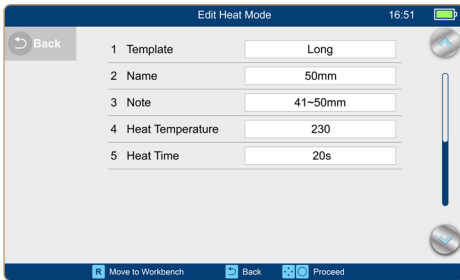 Edit Heat Mode 16:51
Back
1 Template Long
2 Name 50mm
3 Note 41~50mm
4 Heat Temperature 230
5 Heat Time 20s
R Move to Workbench Back Proceed